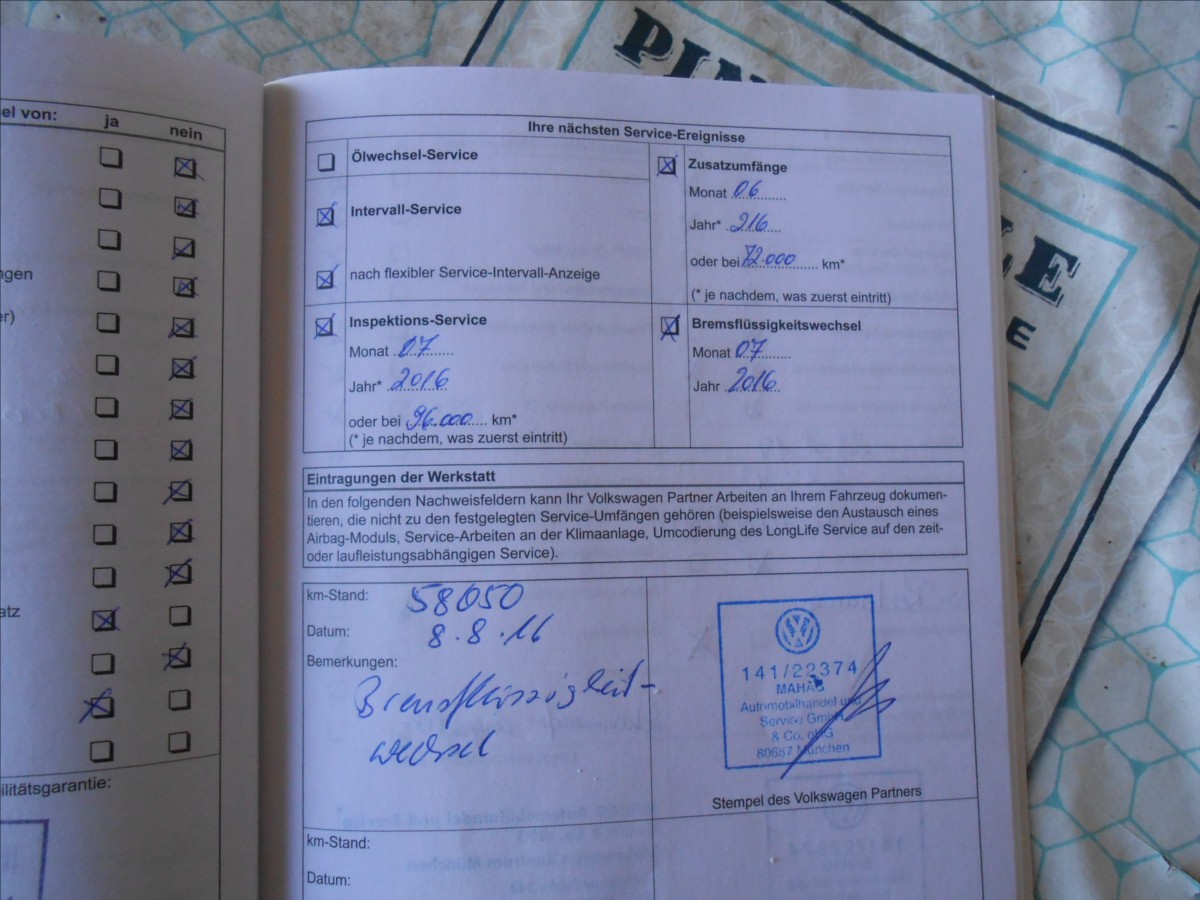 el von:
ja
nein
ngen
er)
atz
ilitätsgarantie:
Ihre nächsten Service-Ereignisse
Ölwechsel-Service
Intervall-Service
nach flexibler Service-Intervall-Anzeige
Zusatzumfänge
Monat 06
Jahr* 216
oder bei 72.000 km*
(* je nachdem, was zuerst eintritt)
Inspektions-Service
Monat 07
Jahr* 2016
oder bei 96.000 km*
(* je nachdem, was zuerst eintritt)
Bremsflüssigkeitswechsel
Monat 07
Jahr 2016
Eintragungen der Werkstatt
In den folgenden Nachweisfeldern kann Ihr Volkswagen Partner Arbeiten an Ihrem Fahrzeug dokumen-
tieren, die nicht zu den festgelegten Service-Umfängen gehören (beispielsweise den Austausch eines
Airbag-Moduls, Service-Arbeiten an der Klimaanlage, Umcodierung des LongLife Service auf den zeit-
oder laufleistungsabhängigen Service).
km-Stand: 58050
Datum: 8.8.16
Bemerkungen:
Bremsflüssigkeit-
wechsel
141/22374
MAHAG
Automobilhandel und
Service GmbH
& Co. oHG
80687 München
Stempel des Volkswagen Partners
km-Stand:
Datum:
LE
E